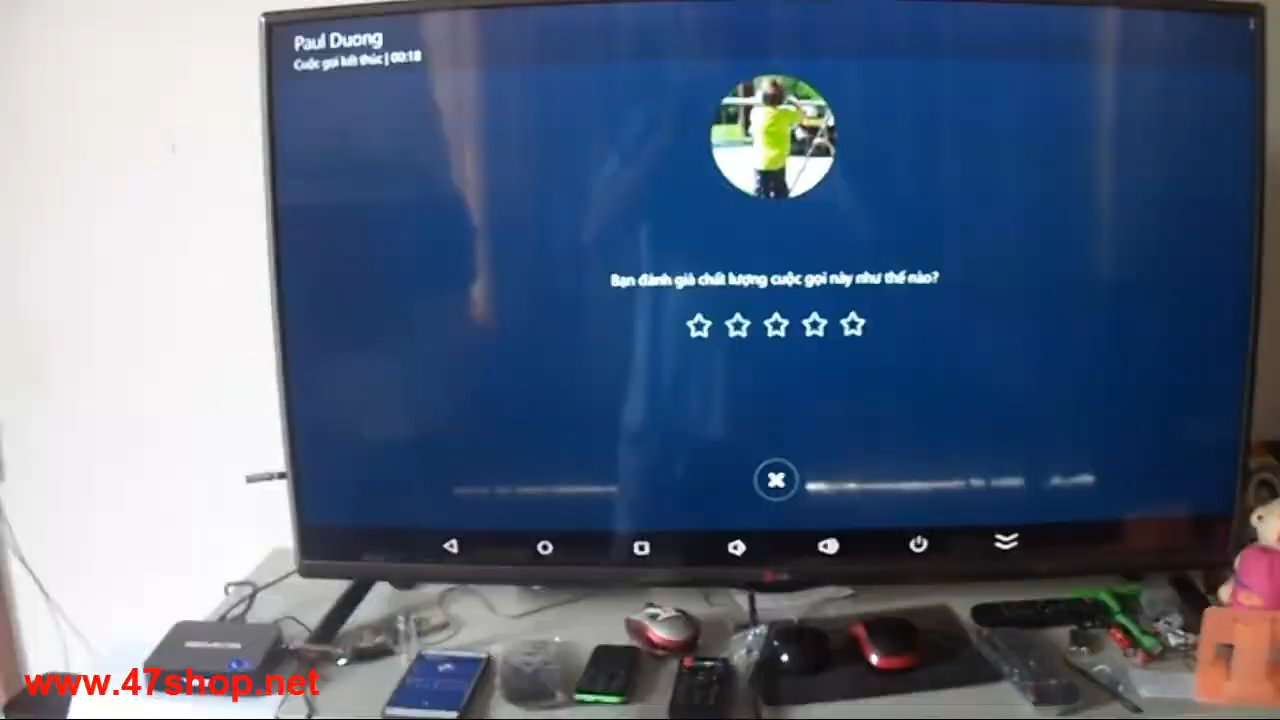 Paul Duong
Cuộc gọi kết thúc | 00:18
Bạn đánh giá chất lượng cuộc gọi này như thế nào?
www.47shop.net